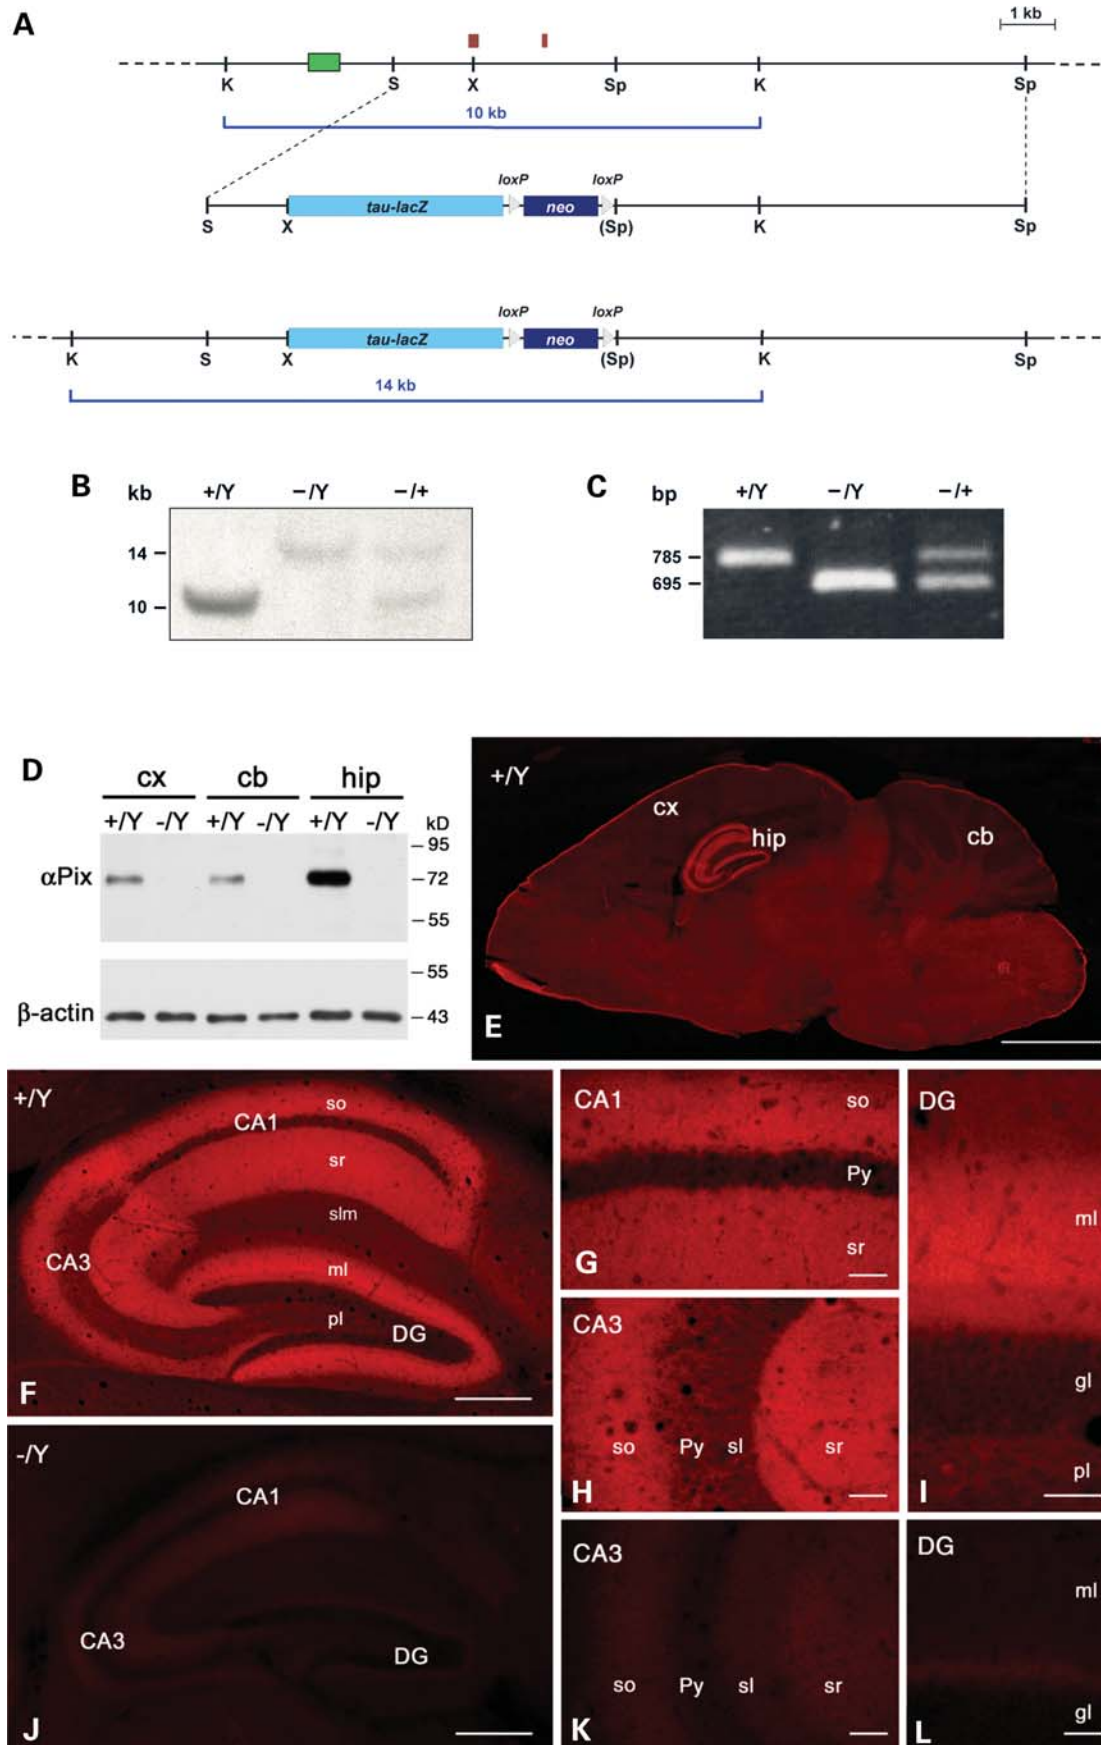 A
1 kb
K S X Sp K Sp
10 kb
loxP loxP
tau-lacZ neo
S X (Sp) K Sp
loxP loxP
tau-lacZ neo
K S X (Sp) K Sp
14 kb
B kb +/Y −/Y −/+
14
10
C bp +/Y −/Y −/+
785
695
D cx cb hip
+/Y -/Y +/Y -/Y +/Y -/Y kD
95
αPix 72
55
55
β-actin 43
+/Y
cx
hip
cb
E
+/Y
so
CA1
sr
slm
CA3
ml
pl
DG
F
CA1 so
Py
sr
G
CA3
so Py sl sr
H
DG
ml
gl
pl
I
-/Y
CA1
CA3
DG
J
CA3
so Py sl sr
K
DG
ml
gl
L